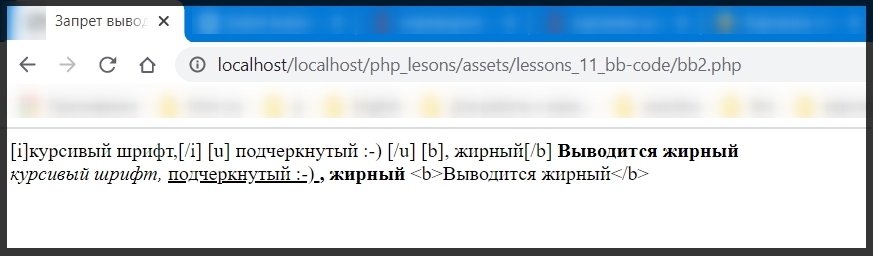 Запрет вывод
localhost/localhost/php_lesons/assets/lessons_11_bb-code/bb2.php
[i]курсивый шрифт,[/i] [u] подчеркнутый :-) [/u] [b], жирный[/b] Выводится жирный
курсивый шрифт, подчеркнутый :-) , жирный <b>Выводится жирный</b>